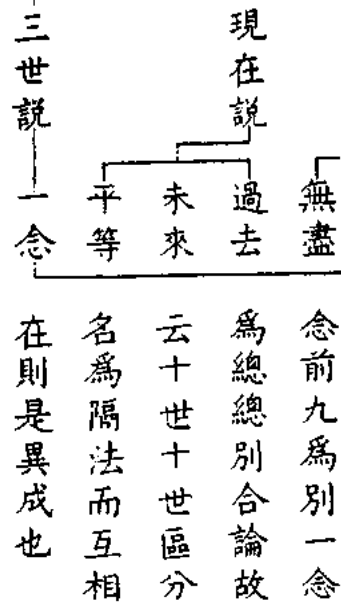 無盡
現在說
過去
未來
平等
三世說
一念
念前九爲別一念
爲總總別合論故
云十世十世區分
名爲隔法而互相
在則是異成也